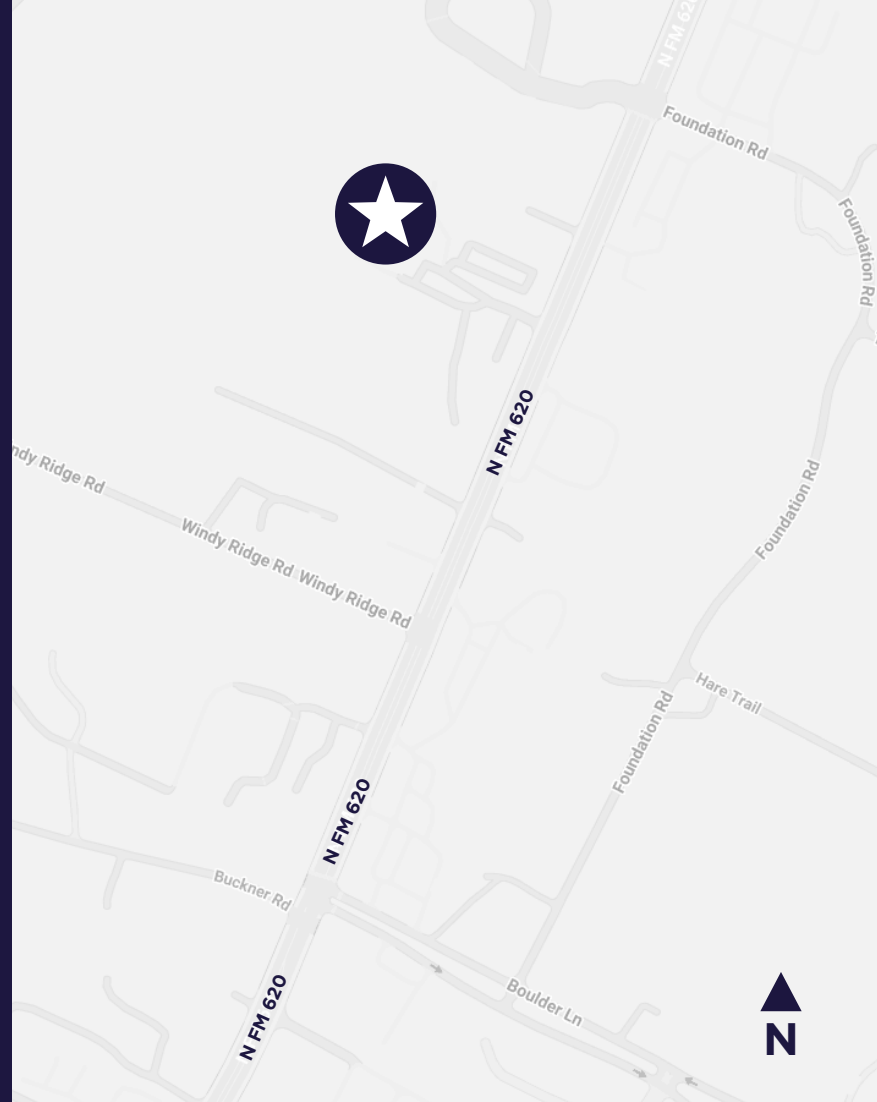 N FM 620
Foundation Rd
Foundation Rd
N FM 620
ndy Ridge Rd
Foundation Rd
Windy Ridge Rd
Windy Ridge Rd
Hare Trail
Foundation Rd
N FM 620
Buckner Rd
N FM 620
Boulder Ln
N